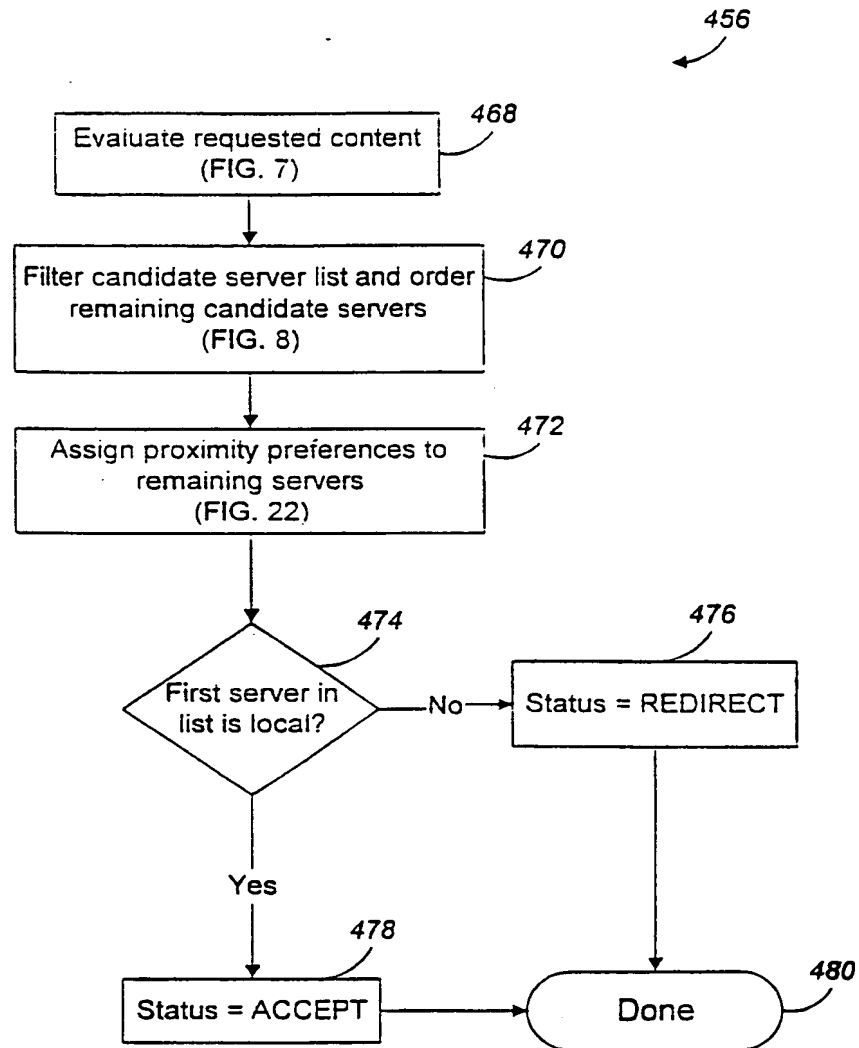 456
468
Evaluate requested content
(FIG. 7)
470
Filter candidate server list and order
remaining candidate servers
(FIG. 8)
472
Assign proximity preferences to
remaining servers
(FIG. 22)
474
First server in
list is local?
No
476
Status = REDIRECT
Yes
478
Status = ACCEPT
480
Done